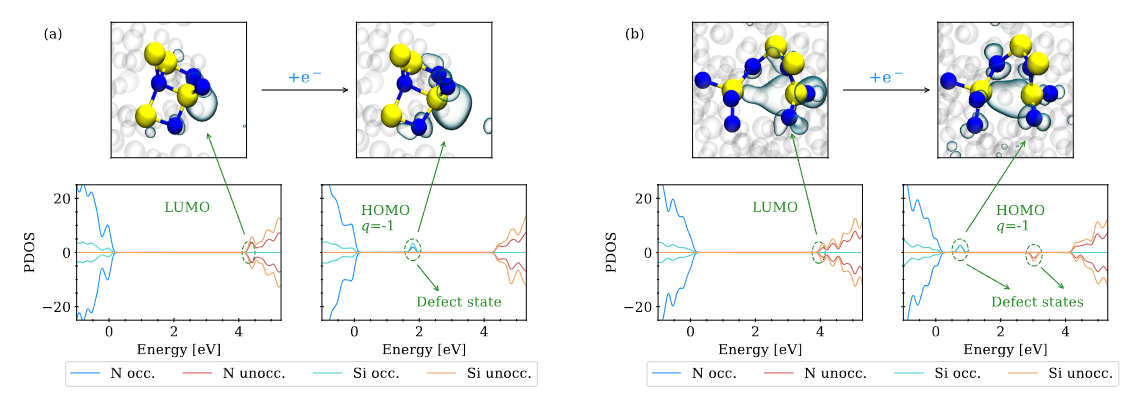 (a)
+e⁻
20
0
−20
PDOS
LUMO
HOMO
q=-1
Defect state
0 2 4
Energy [eV]
0 2 4
Energy [eV]
N occ. N unocc. Si occ. Si unocc.
(b)
+e⁻
20
0
−20
PDOS
LUMO
HOMO
q=-1
Defect states
0 2 4
Energy [eV]
0 2 4
Energy [eV]
N occ. N unocc. Si occ. Si unocc.